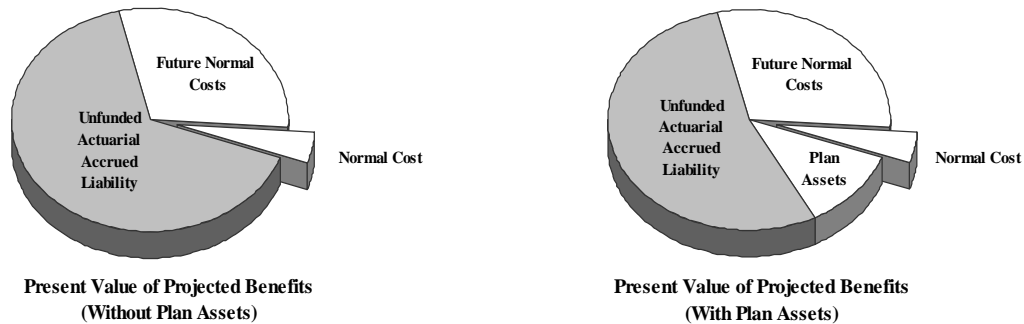 Future Normal
Costs
Unfunded
Actuarial
Accrued
Liability
Normal Cost
Present Value of Projected Benefits
(Without Plan Assets)
Future Normal
Costs
Unfunded
Actuarial
Accrued
Liability
Plan
Assets
Normal Cost
Present Value of Projected Benefits
(With Plan Assets)